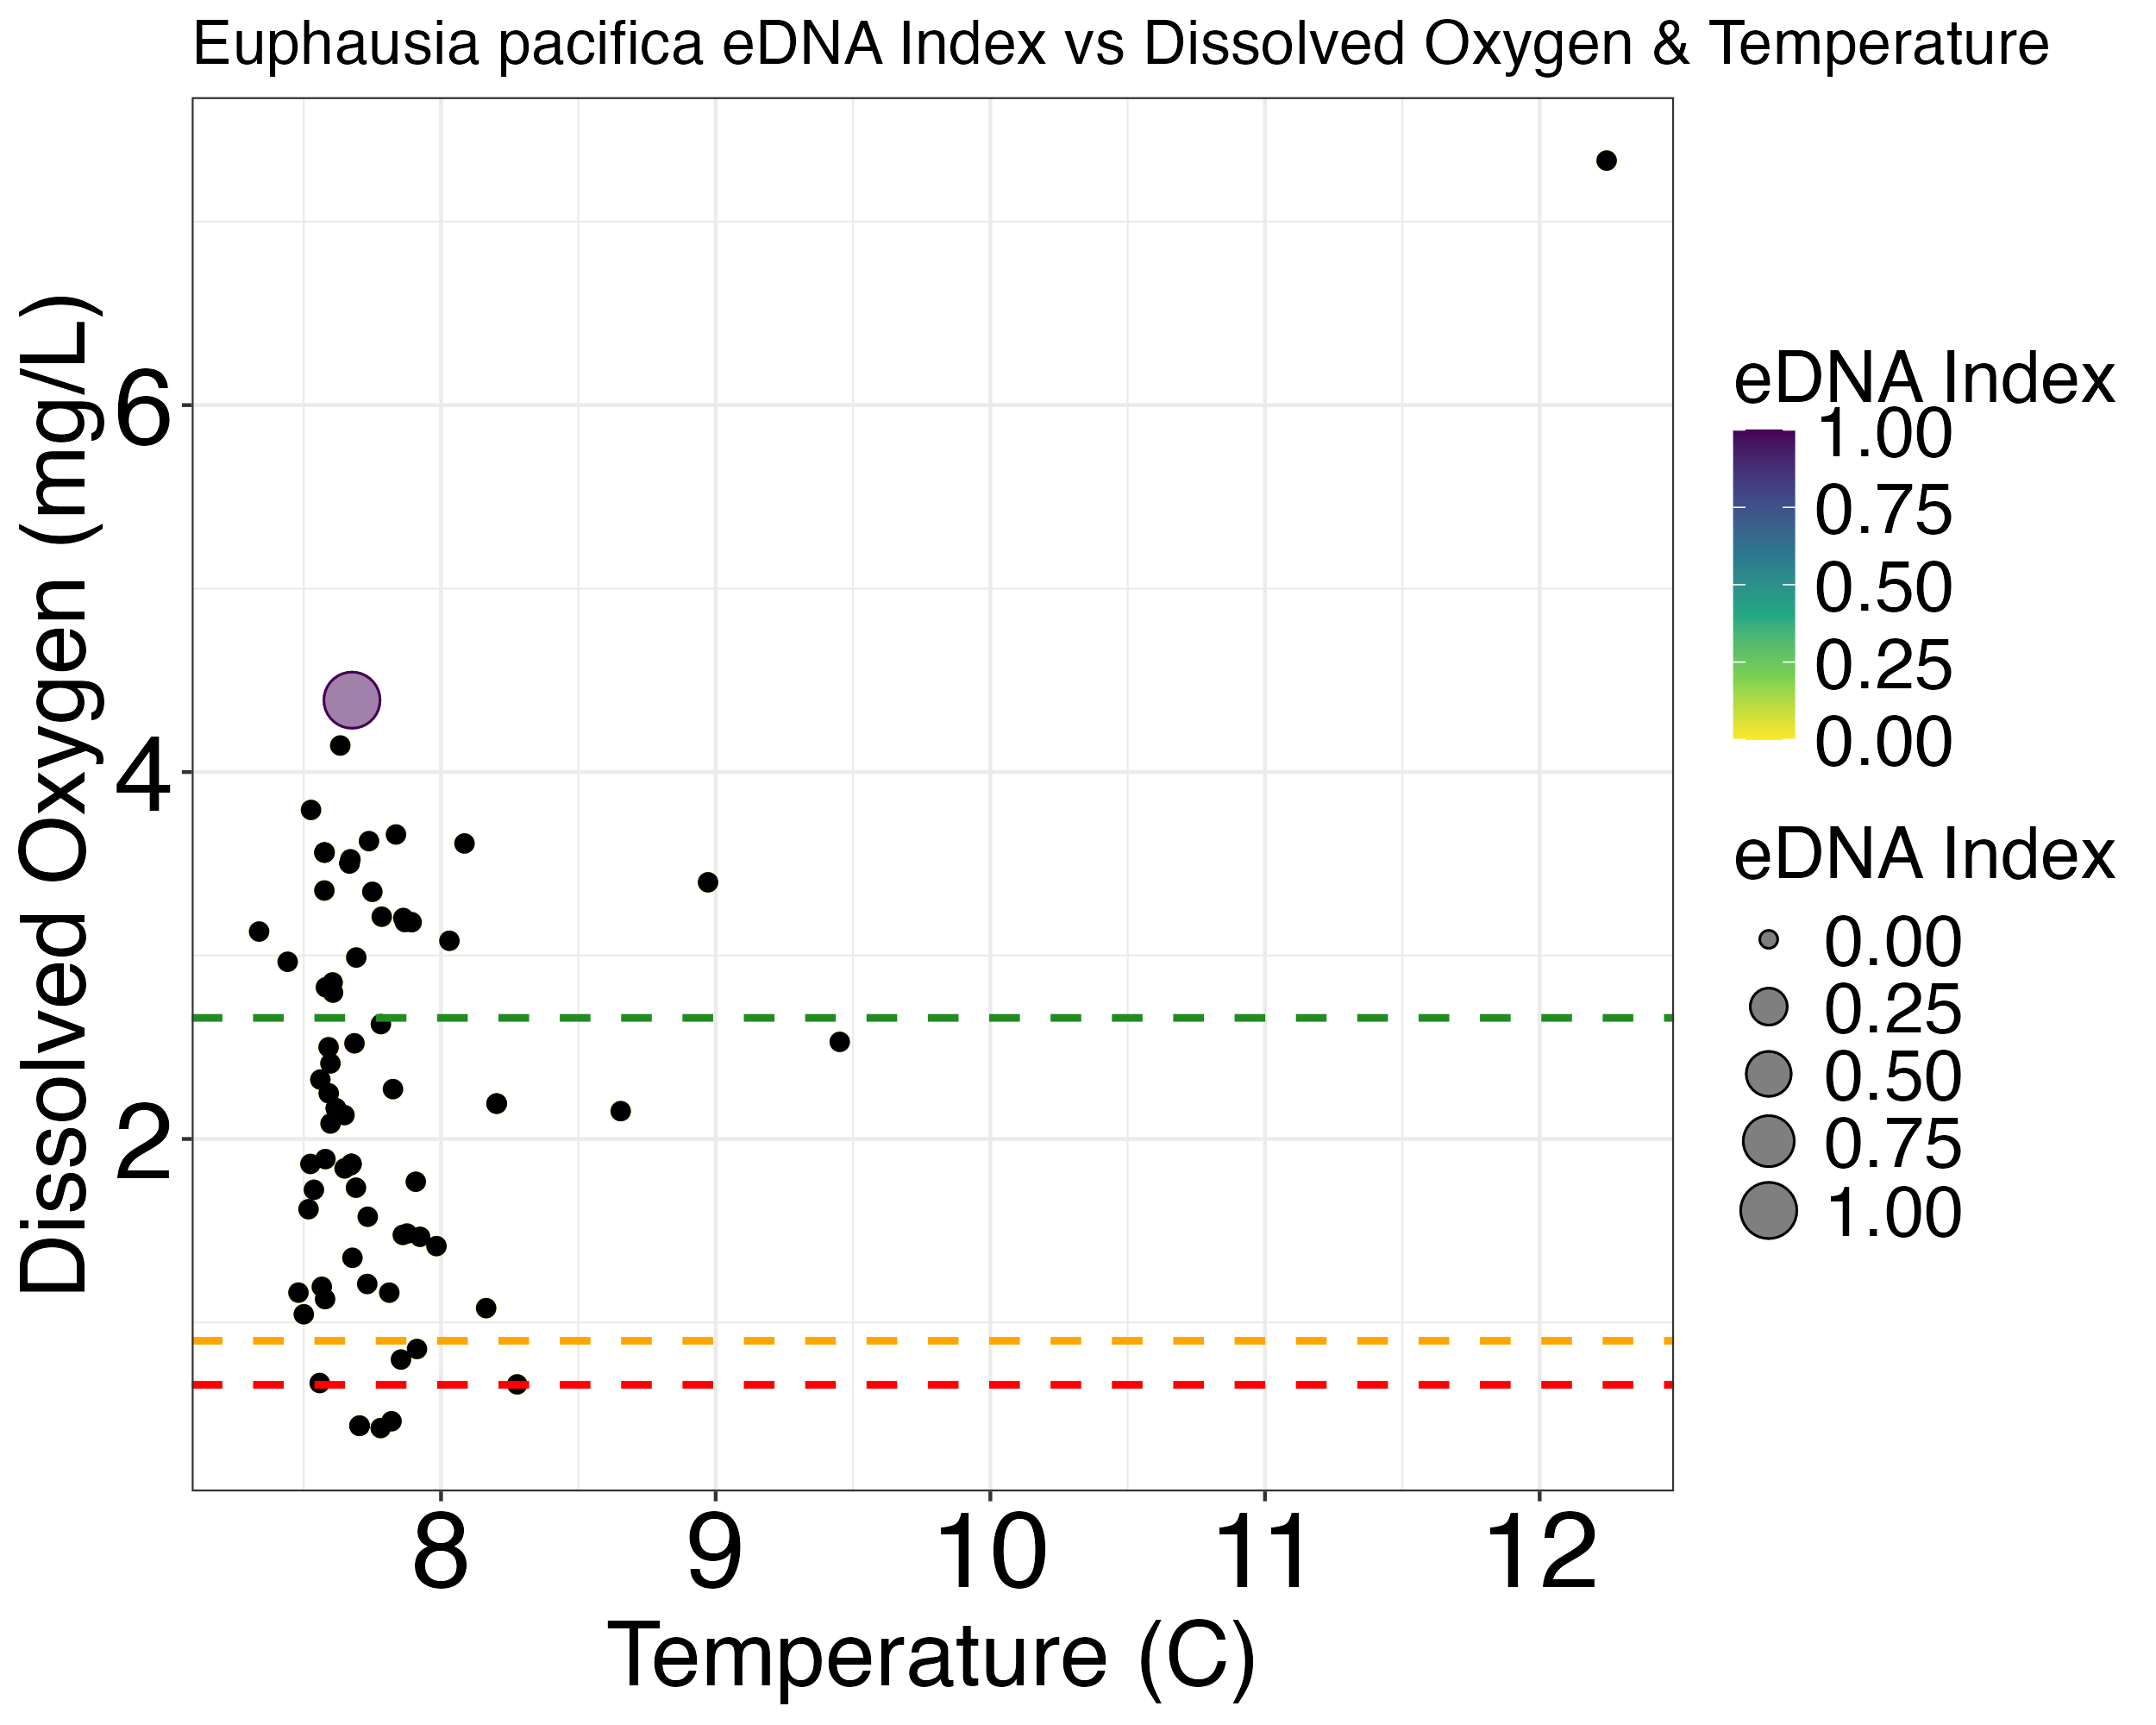 Euphausia pacifica eDNA Index vs Dissolved Oxygen & Temperature
Dissolved Oxygen (mg/L)
6
4
2
8 9 10 11 12
Temperature (C)
eDNA Index
1.00
0.75
0.50
0.25
0.00
eDNA Index
0.00
0.25
0.50
0.75
1.00